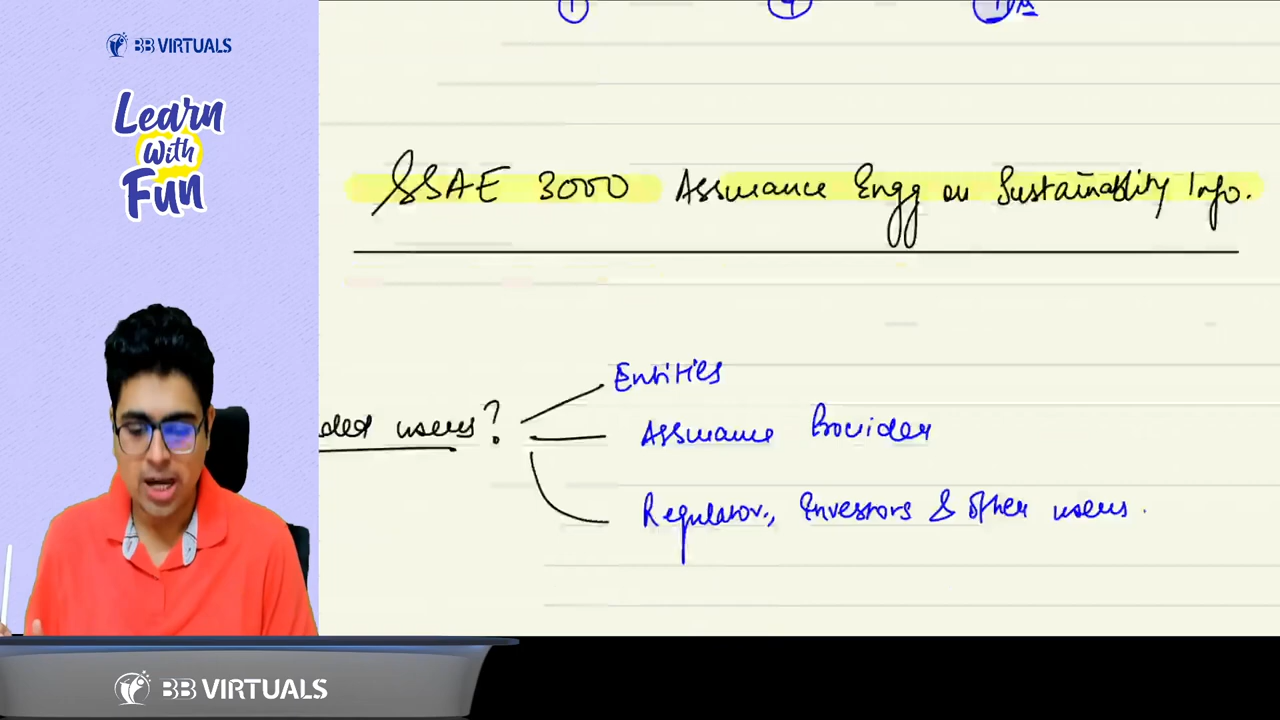 BB VIRTUALS
Learn
With
Fun
SSAE 3000 Assurance Engg on Sustainability Info.
ded users?
Entities
Assurance Provider
Regulator, Investors & other users.
BB VIRTUALS